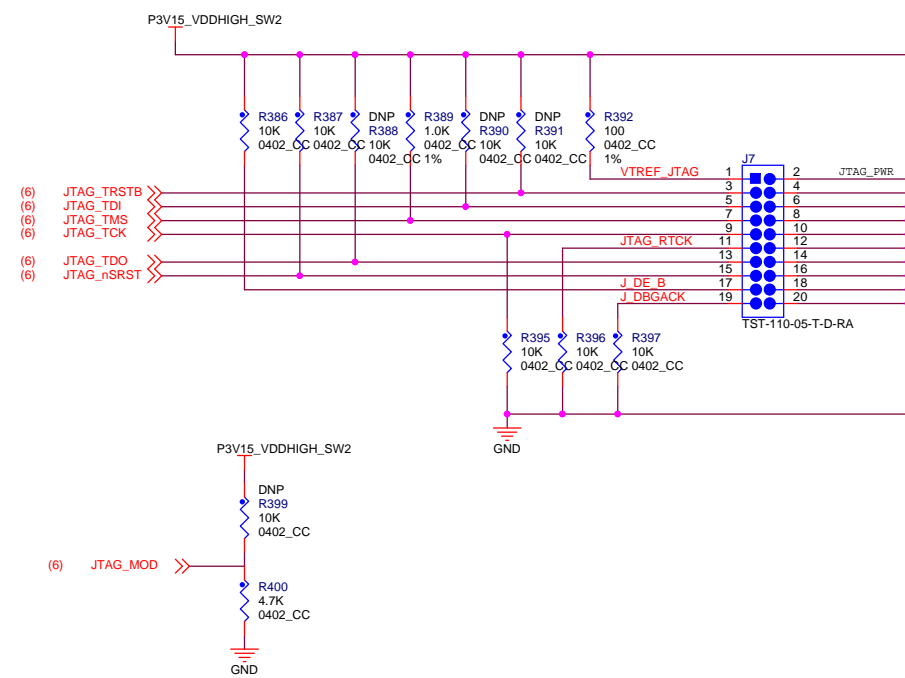 P3V15_VDDHIGH_SW2
R386
10K
0402_CC
R387
10K
0402_CC
DNP
R388
10K
0402_CC
R389
1.0K
0402_CC
1%
DNP
R390
10K
0402_CC
DNP
R391
10K
0402_CC
R392
100
0402_CC
1%
J7
VTREF_JTAG 1 2 JTAG_PWR
(6) JTAG_TRSTB 3 4
(6) JTAG_TDI 5 6
(6) JTAG_TMS 7 8
(6) JTAG_TCK 9 10
JTAG_RTCK 11 12
(6) JTAG_TDO 13 14
(6) JTAG_nSRST 15 16
J_DE_B 17 18
J_DBGACK 19 20
TST-110-05-T-D-RA
R395
10K
0402_CC
R396
10K
0402_CC
R397
10K
0402_CC
GND
P3V15_VDDHIGH_SW2
DNP
R399
10K
0402_CC
(6) JTAG_MOD
R400
4.7K
0402_CC
GND